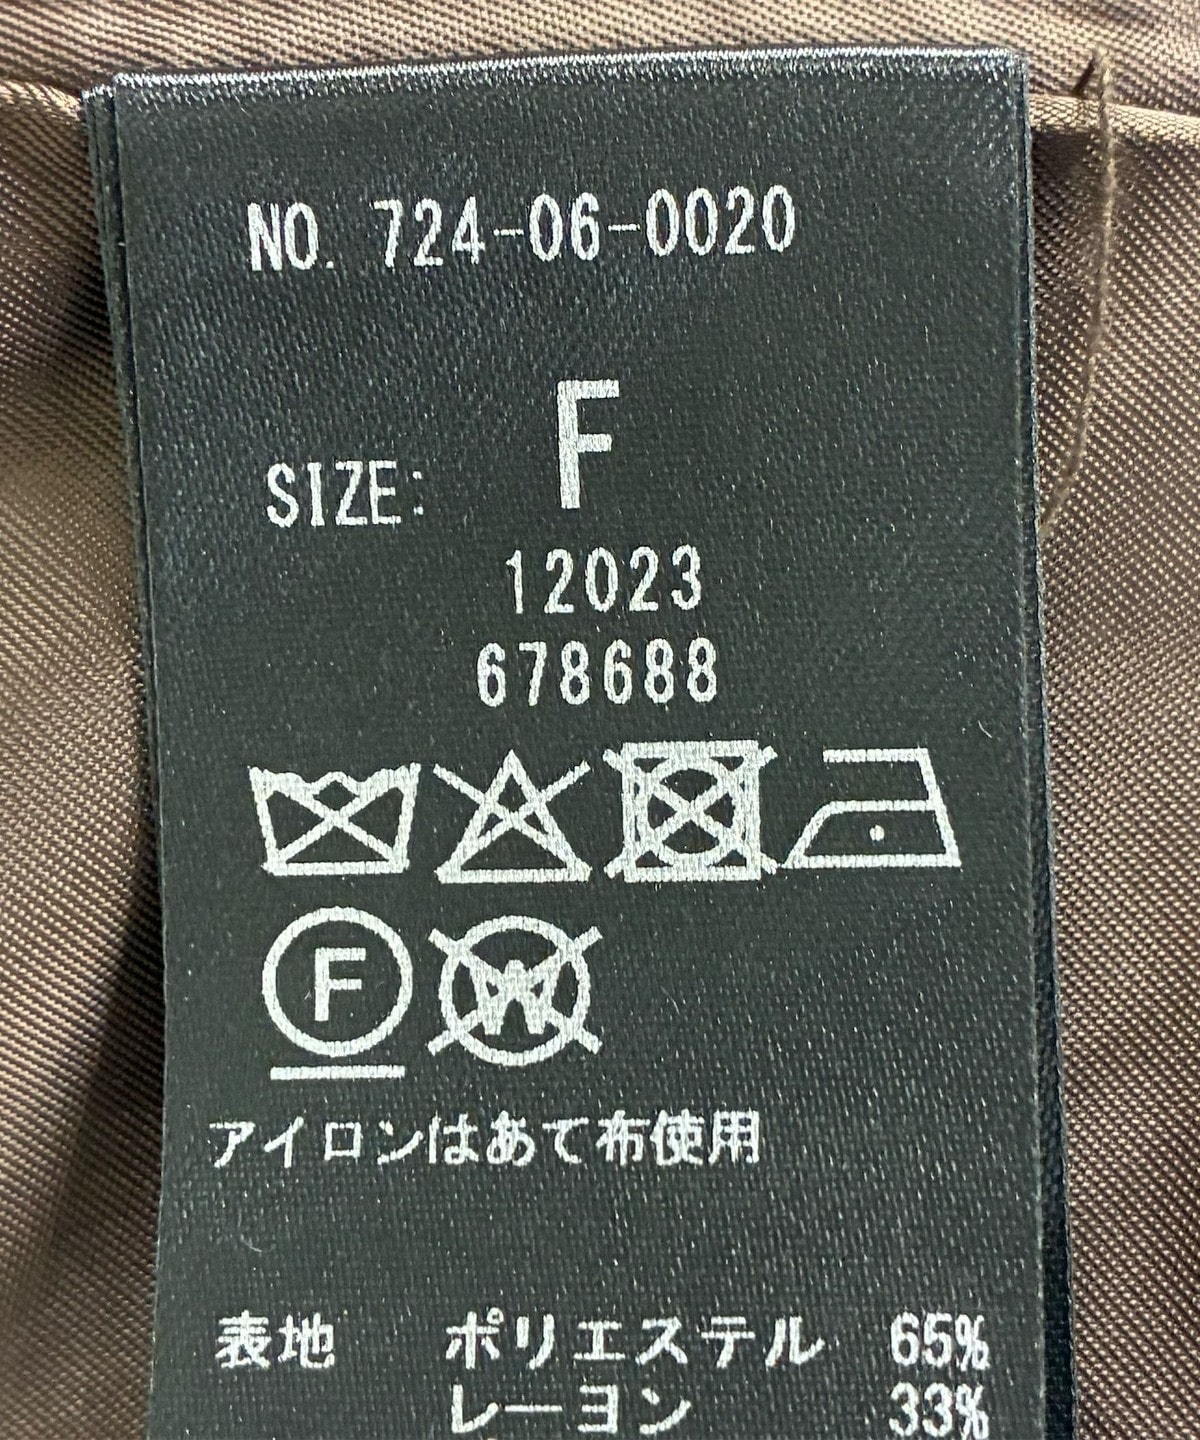 NO. 724-06-0020
F
SIZE:
12023
678688
F W
アイロンはあて布使用
表地 ポリエステル 65%
レーヨン 33%